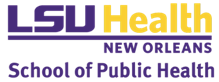 LSU Health
NEW ORLEANS
School of Public Health